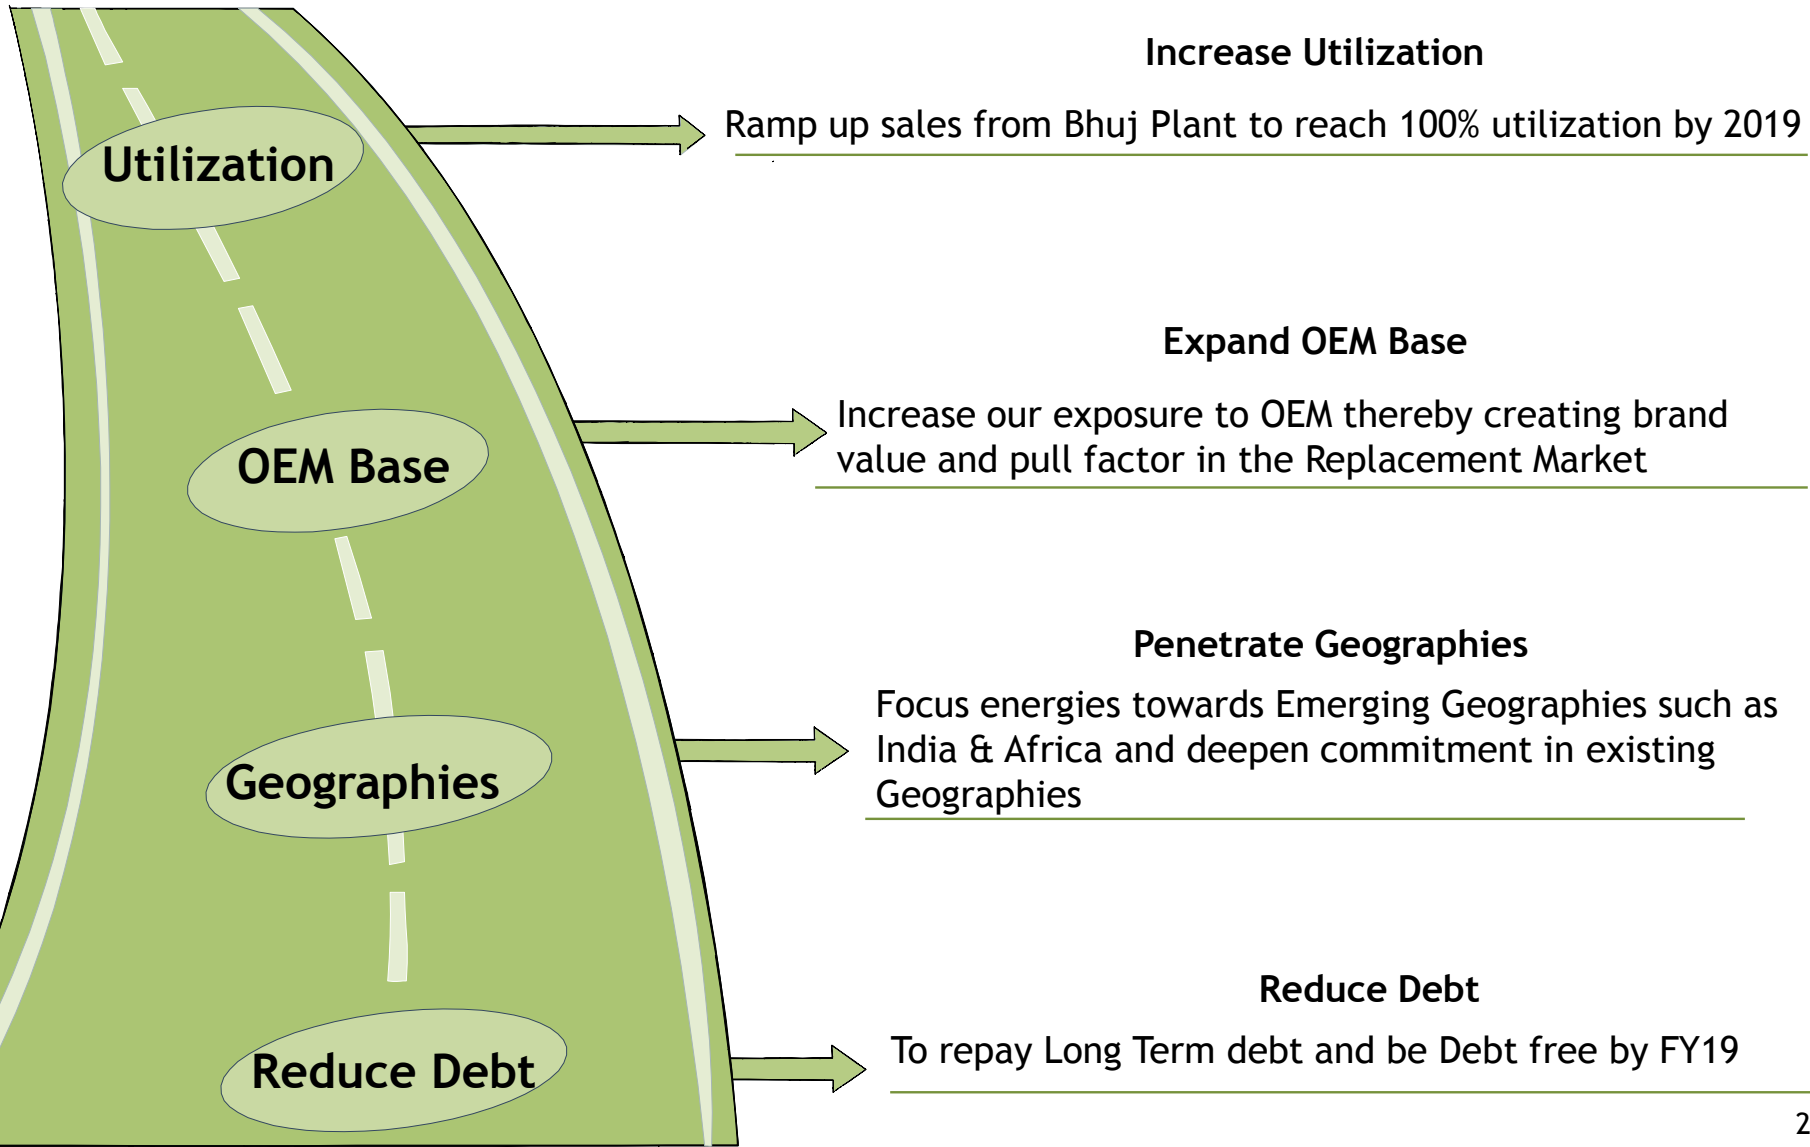 Increase Utilization
Utilization
Ramp up sales from Bhuj Plant to reach 100% utilization by 2019
Expand OEM Base
OEM Base
Increase our exposure to OEM thereby creating brand
value and pull factor in the Replacement Market
Penetrate Geographies
Geographies
Focus energies towards Emerging Geographies such as
India & Africa and deepen commitment in existing
Geographies
Reduce Debt
Reduce Debt
To repay Long Term debt and be Debt free by FY19
2